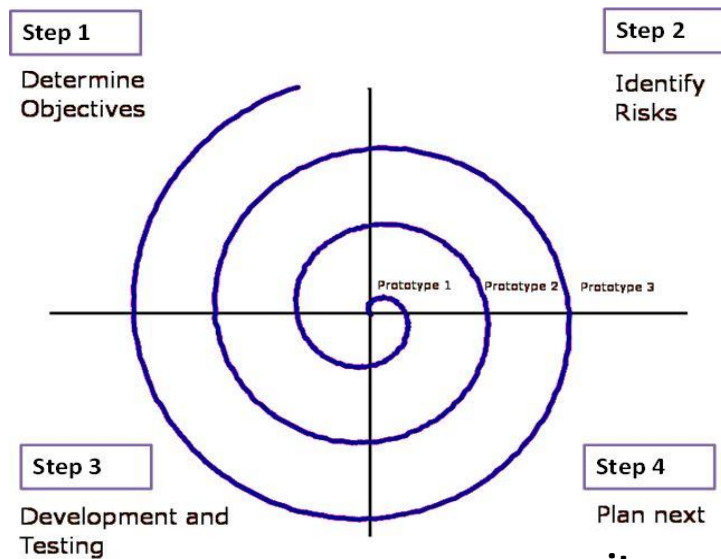 Step 1
Determine
Objectives
Step 2
Identify
Risks
Prototype 1
Prototype 2
Prototype 3
Step 3
Development and
Testing
Step 4
Plan next